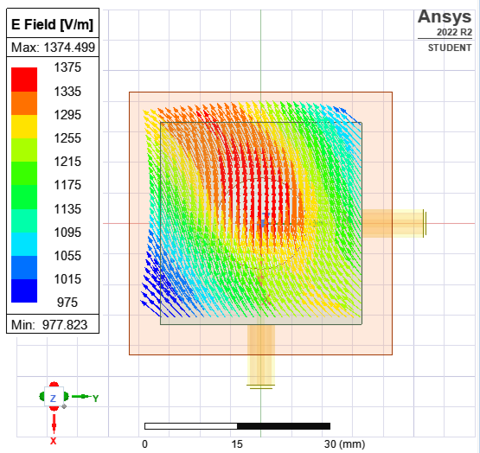 E Field [V/m]
Max: 1374.499
1375
1335
1295
1255
1215
1175
1135
1095
1055
1015
975
Min: 977.823
Ansys
2022 R2
STUDENT
Z
Y
X
0
15
30 (mm)